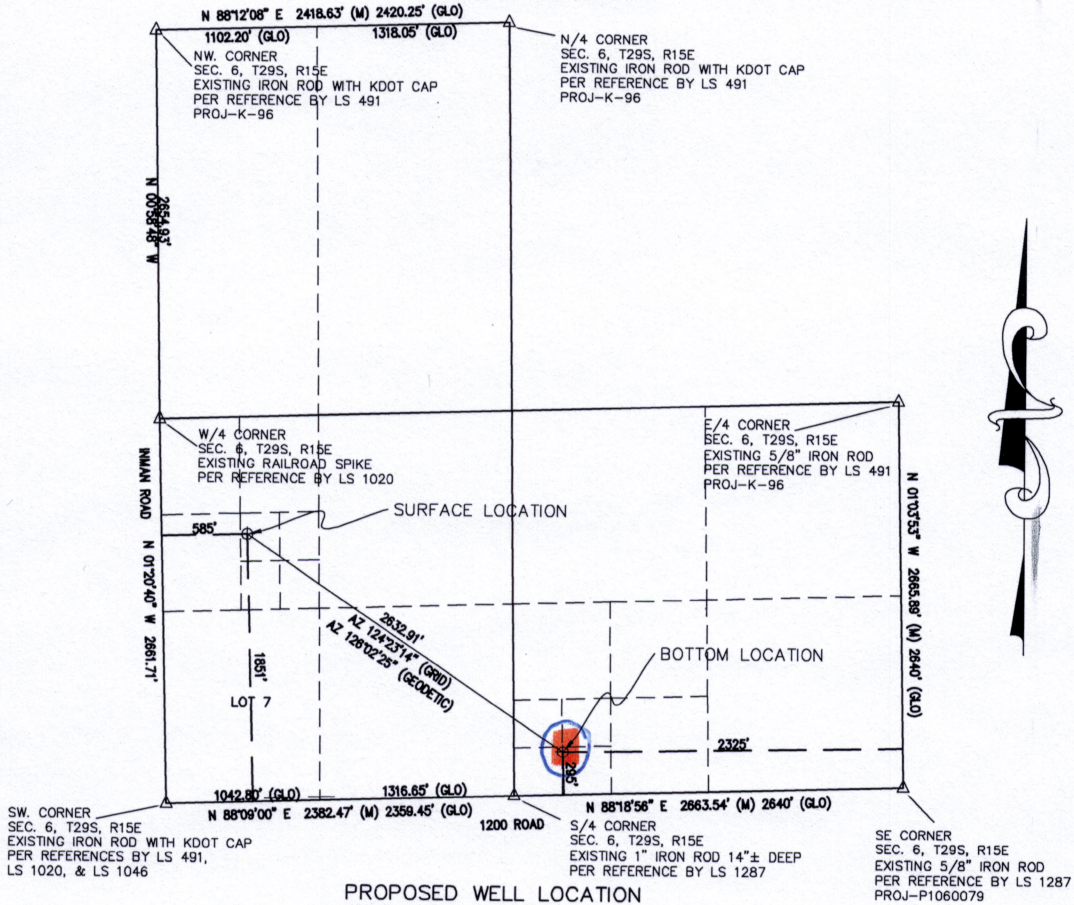 N 88°12'08" E 2418.63' (M) 2420.25' (GLO)
1102.20' (GLO)
1318.05' (GLO)
NW. CORNER
SEC. 6, T29S, R15E
EXISTING IRON ROD WITH KDOT CAP
PER REFERENCE BY LS 491
PROJ-K-96
N/4 CORNER
SEC. 6, T29S, R15E
EXISTING IRON ROD WITH KDOT CAP
PER REFERENCE BY LS 491
PROJ-K-96
N 00°58'48" W
2654.93'
W/4 CORNER
SEC. 6, T29S, R15E
EXISTING RAILROAD SPIKE
PER REFERENCE BY LS 1020
E/4 CORNER
SEC. 6, T29S, R15E
EXISTING 5/8" IRON ROD
PER REFERENCE BY LS 491
PROJ-K-96
INMAN ROAD N 01°20'40" W 2661.71'
585'
SURFACE LOCATION
N 01°03'53" W 2665.89' (M) 2640' (GLO)
2632.91'
AZ 124°23'14" (GRID)
AZ 126°02'25" (GEODETIC)
1851'
LOT 7
BOTTOM LOCATION
2325'
295'
1042.80' (GLO)
1316.65' (GLO)
N 88°09'00" E 2382.47' (M) 2359.45' (GLO)
1200 ROAD
N 88°18'56" E 2663.54' (M) 2640' (GLO)
SW. CORNER
SEC. 6, T29S, R15E
EXISTING IRON ROD WITH KDOT CAP
PER REFERENCES BY LS 491,
LS 1020, & LS 1046
S/4 CORNER
SEC. 6, T29S, R15E
EXISTING 1" IRON ROD 14"± DEEP
PER REFERENCE BY LS 1287
SE CORNER
SEC. 6, T29S, R15E
EXISTING 5/8" IRON ROD
PER REFERENCE BY LS 1287
PROJ-P1060079
PROPOSED WELL LOCATION